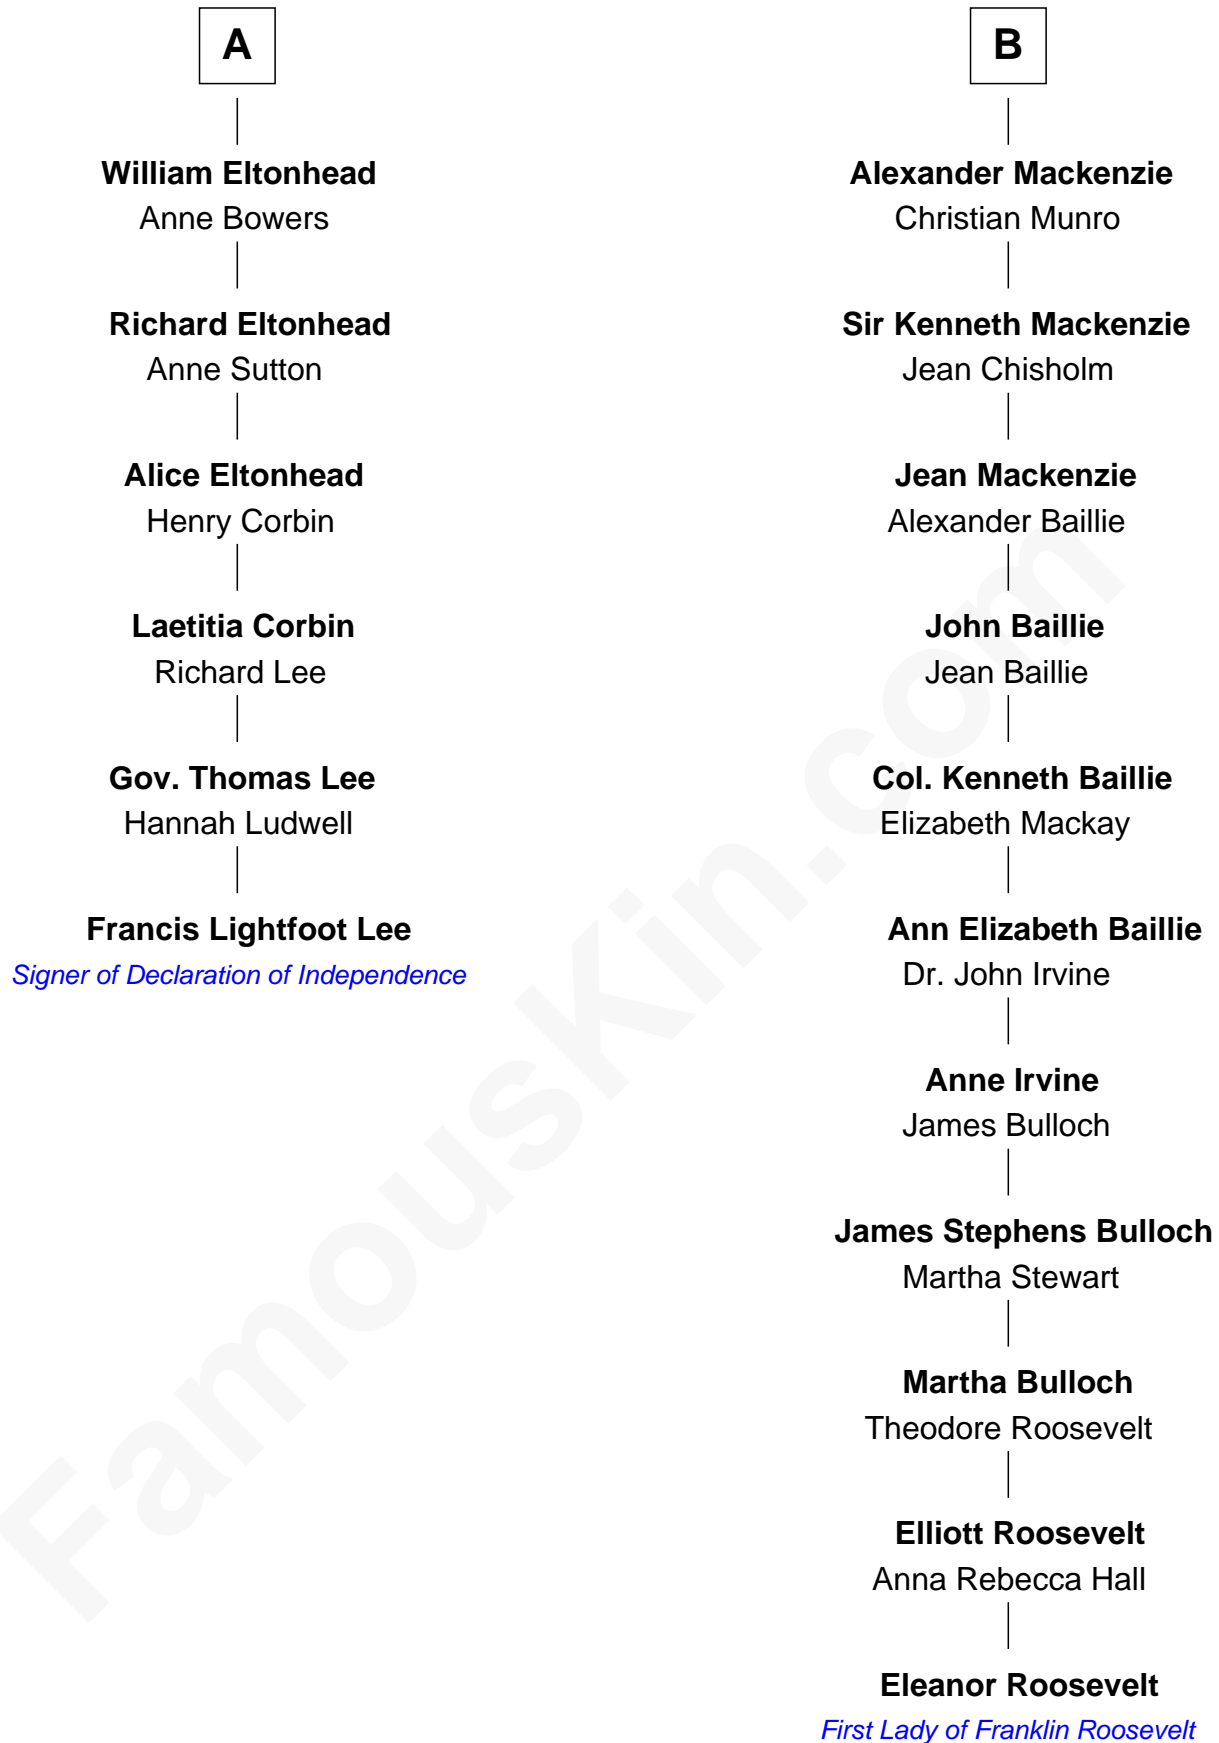 A
William Eltonhead
Anne Bowers
Richard Eltonhead
Anne Sutton
Alice Eltonhead
Henry Corbin
Laetitia Corbin
Richard Lee
Gov. Thomas Lee
Hannah Ludwell
Francis Lightfoot Lee
Signer of Declaration of Independence
B
Alexander Mackenzie
Christian Munro
Sir Kenneth Mackenzie
Jean Chisholm
Jean Mackenzie
Alexander Baillie
John Baillie
Jean Baillie
Col. Kenneth Baillie
Elizabeth Mackay
Ann Elizabeth Baillie
Dr. John Irvine
Anne Irvine
James Bulloch
James Stephens Bulloch
Martha Stewart
Martha Bulloch
Theodore Roosevelt
Elliott Roosevelt
Anna Rebecca Hall
Eleanor Roosevelt
First Lady of Franklin Roosevelt
FamousKin.com